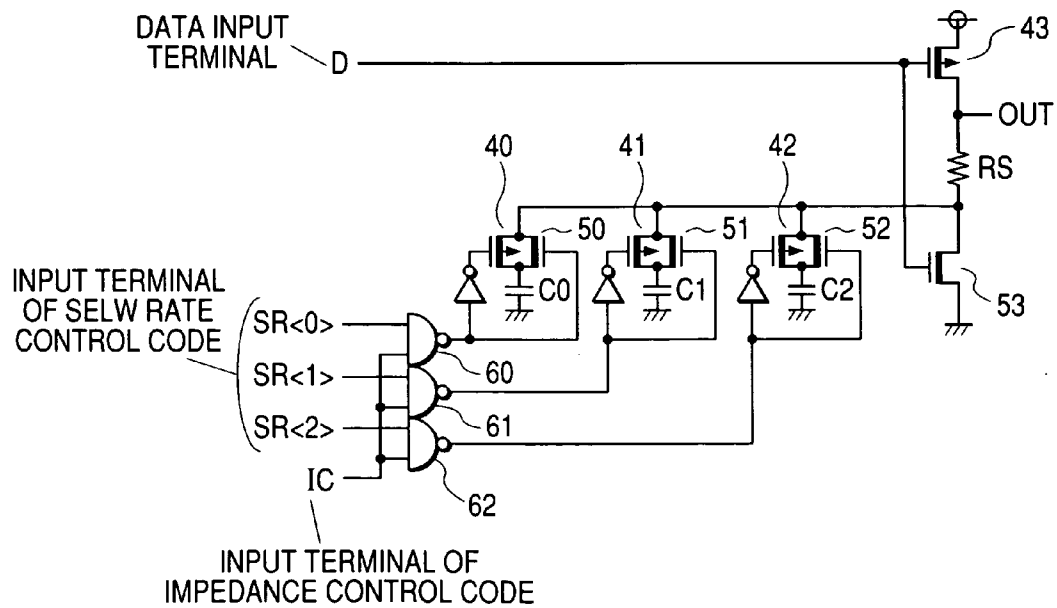 DATA INPUT
TERMINAL
D
43
OUT
RS
40
41
42
50
51
52
53
C0
C1
C2
INPUT TERMINAL
OF SELW RATE
CONTROL CODE
SR<0>
SR<1>
SR<2>
IC
60
61
62
INPUT TERMINAL OF
IMPEDANCE CONTROL CODE